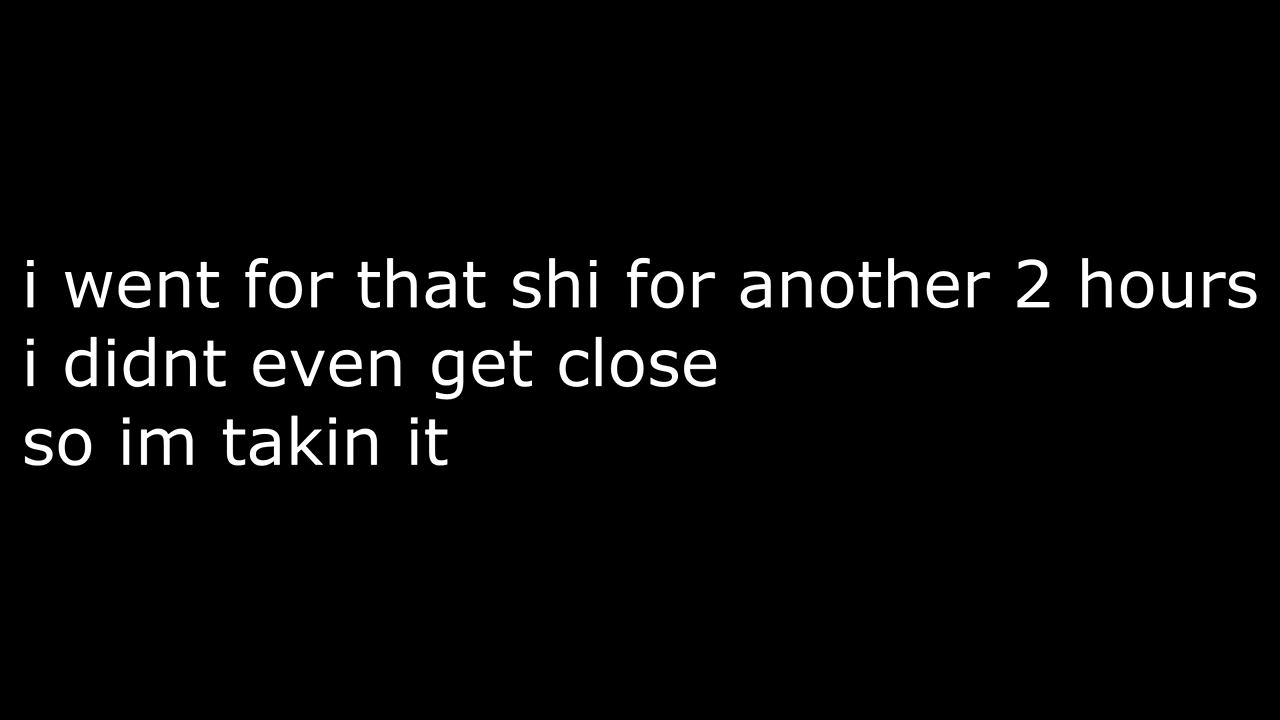 i went for that shi for another 2 hours
i didnt even get close
so im takin it